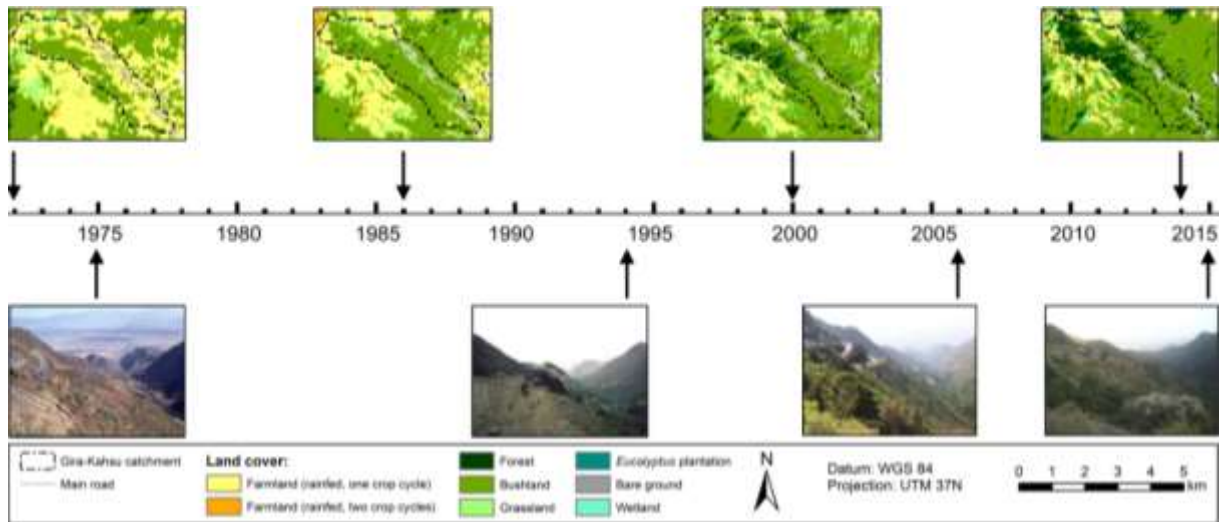 1975 1980 1985 1990 1995 2000 2005 2010 2015
Gira-Kahsu catchment
Main road
Land cover:
Farmland (rainfed, one crop cycle)
Farmland (rainfed, two crop cycles)
Forest
Bushland
Grassland
Eucalyptus plantation
Bare ground
Wetland
N
Datum: WGS 84
Projection: UTM 37N
0 1 2 3 4 5
km